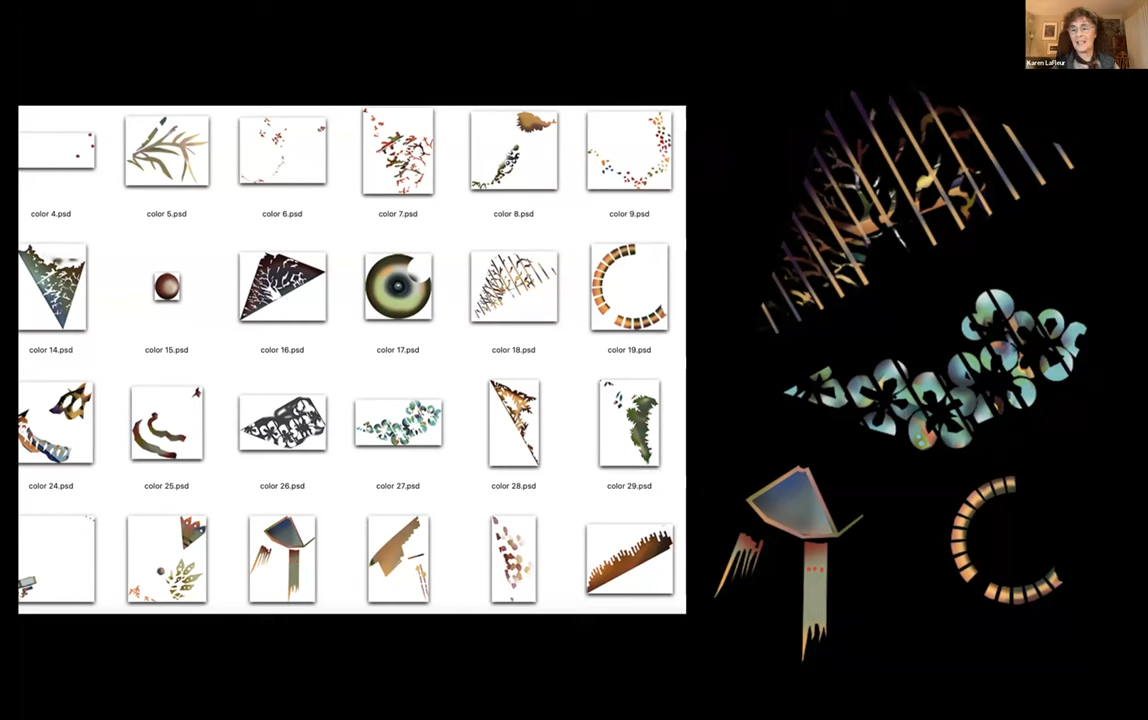 Karen LaFleur
color 4.psd
color 5.psd
color 6.psd
color 7.psd
color 8.psd
color 9.psd
color 14.psd
color 15.psd
color 16.psd
color 17.psd
color 18.psd
color 19.psd
color 24.psd
color 25.psd
color 26.psd
color 27.psd
color 28.psd
color 29.psd